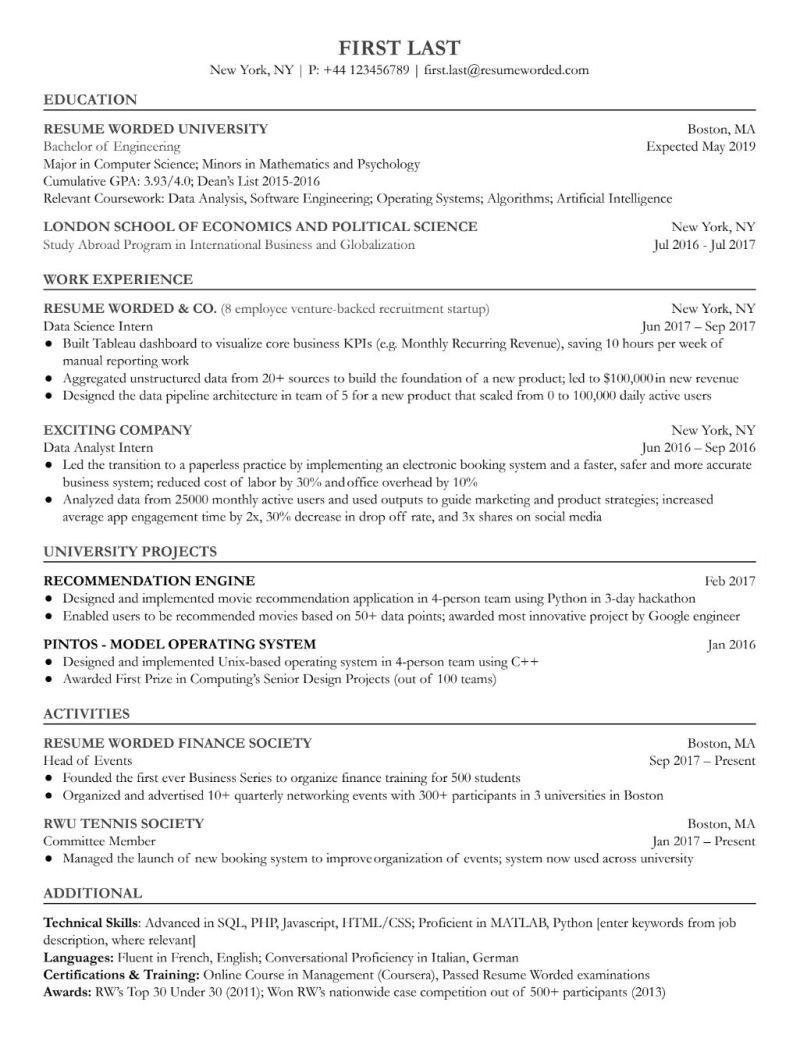 FIRST LAST
New York, NY | P: +44 123456789 | first.last@resumeworded.com
EDUCATION
RESUME WORDED UNIVERSITY Boston, MA
Bachelor of Engineering Expected May 2019
Major in Computer Science; Minors in Mathematics and Psychology
Cumulative GPA: 3.93/4.0; Dean's List 2015-2016
Relevant Coursework: Data Analysis, Software Engineering; Operating Systems; Algorithms; Artificial Intelligence
LONDON SCHOOL OF ECONOMICS AND POLITICAL SCIENCE New York, NY
Study Abroad Program in International Business and Globalization Jul 2016 - Jul 2017
WORK EXPERIENCE
RESUME WORDED & CO. (8 employee venture-backed recruitment startup) New York, NY
Data Science Intern Jun 2017 – Sep 2017
● Built Tableau dashboard to visualize core business KPIs (e.g. Monthly Recurring Revenue), saving 10 hours per week of
manual reporting work
● Aggregated unstructured data from 20+ sources to build the foundation of a new product; led to $100,000 in new revenue
● Designed the data pipeline architecture in team of 5 for a new product that scaled from 0 to 100,000 daily active users
EXCITING COMPANY New York, NY
Data Analyst Intern Jun 2016 – Sep 2016
● Led the transition to a paperless practice by implementing an electronic booking system and a faster, safer and more accurate
business system; reduced cost of labor by 30% and office overhead by 10%
● Analyzed data from 25000 monthly active users and used outputs to guide marketing and product strategies; increased
average app engagement time by 2x, 30% decrease in drop off rate, and 3x shares on social media
UNIVERSITY PROJECTS
RECOMMENDATION ENGINE Feb 2017
● Designed and implemented movie recommendation application in 4-person team using Python in 3-day hackathon
● Enabled users to be recommended movies based on 50+ data points; awarded most innovative project by Google engineer
PINTOS - MODEL OPERATING SYSTEM Jan 2016
● Designed and implemented Unix-based operating system in 4-person team using C++
● Awarded First Prize in Computing's Senior Design Projects (out of 100 teams)
ACTIVITIES
RESUME WORDED FINANCE SOCIETY Boston, MA
Head of Events Sep 2017 – Present
● Founded the first ever Business Series to organize finance training for 500 students
● Organized and advertised 10+ quarterly networking events with 300+ participants in 3 universities in Boston
RWU TENNIS SOCIETY Boston, MA
Committee Member Jan 2017 – Present
● Managed the launch of new booking system to improve organization of events; system now used across university
ADDITIONAL
Technical Skills: Advanced in SQL, PHP, Javascript, HTML/CSS; Proficient in MATLAB, Python [enter keywords from job
description, where relevant]
Languages: Fluent in French, English; Conversational Proficiency in Italian, German
Certifications & Training: Online Course in Management (Coursera), Passed Resume Worded examinations
Awards: RW's Top 30 Under 30 (2011); Won RW's nationwide case competition out of 500+ participants (2013)